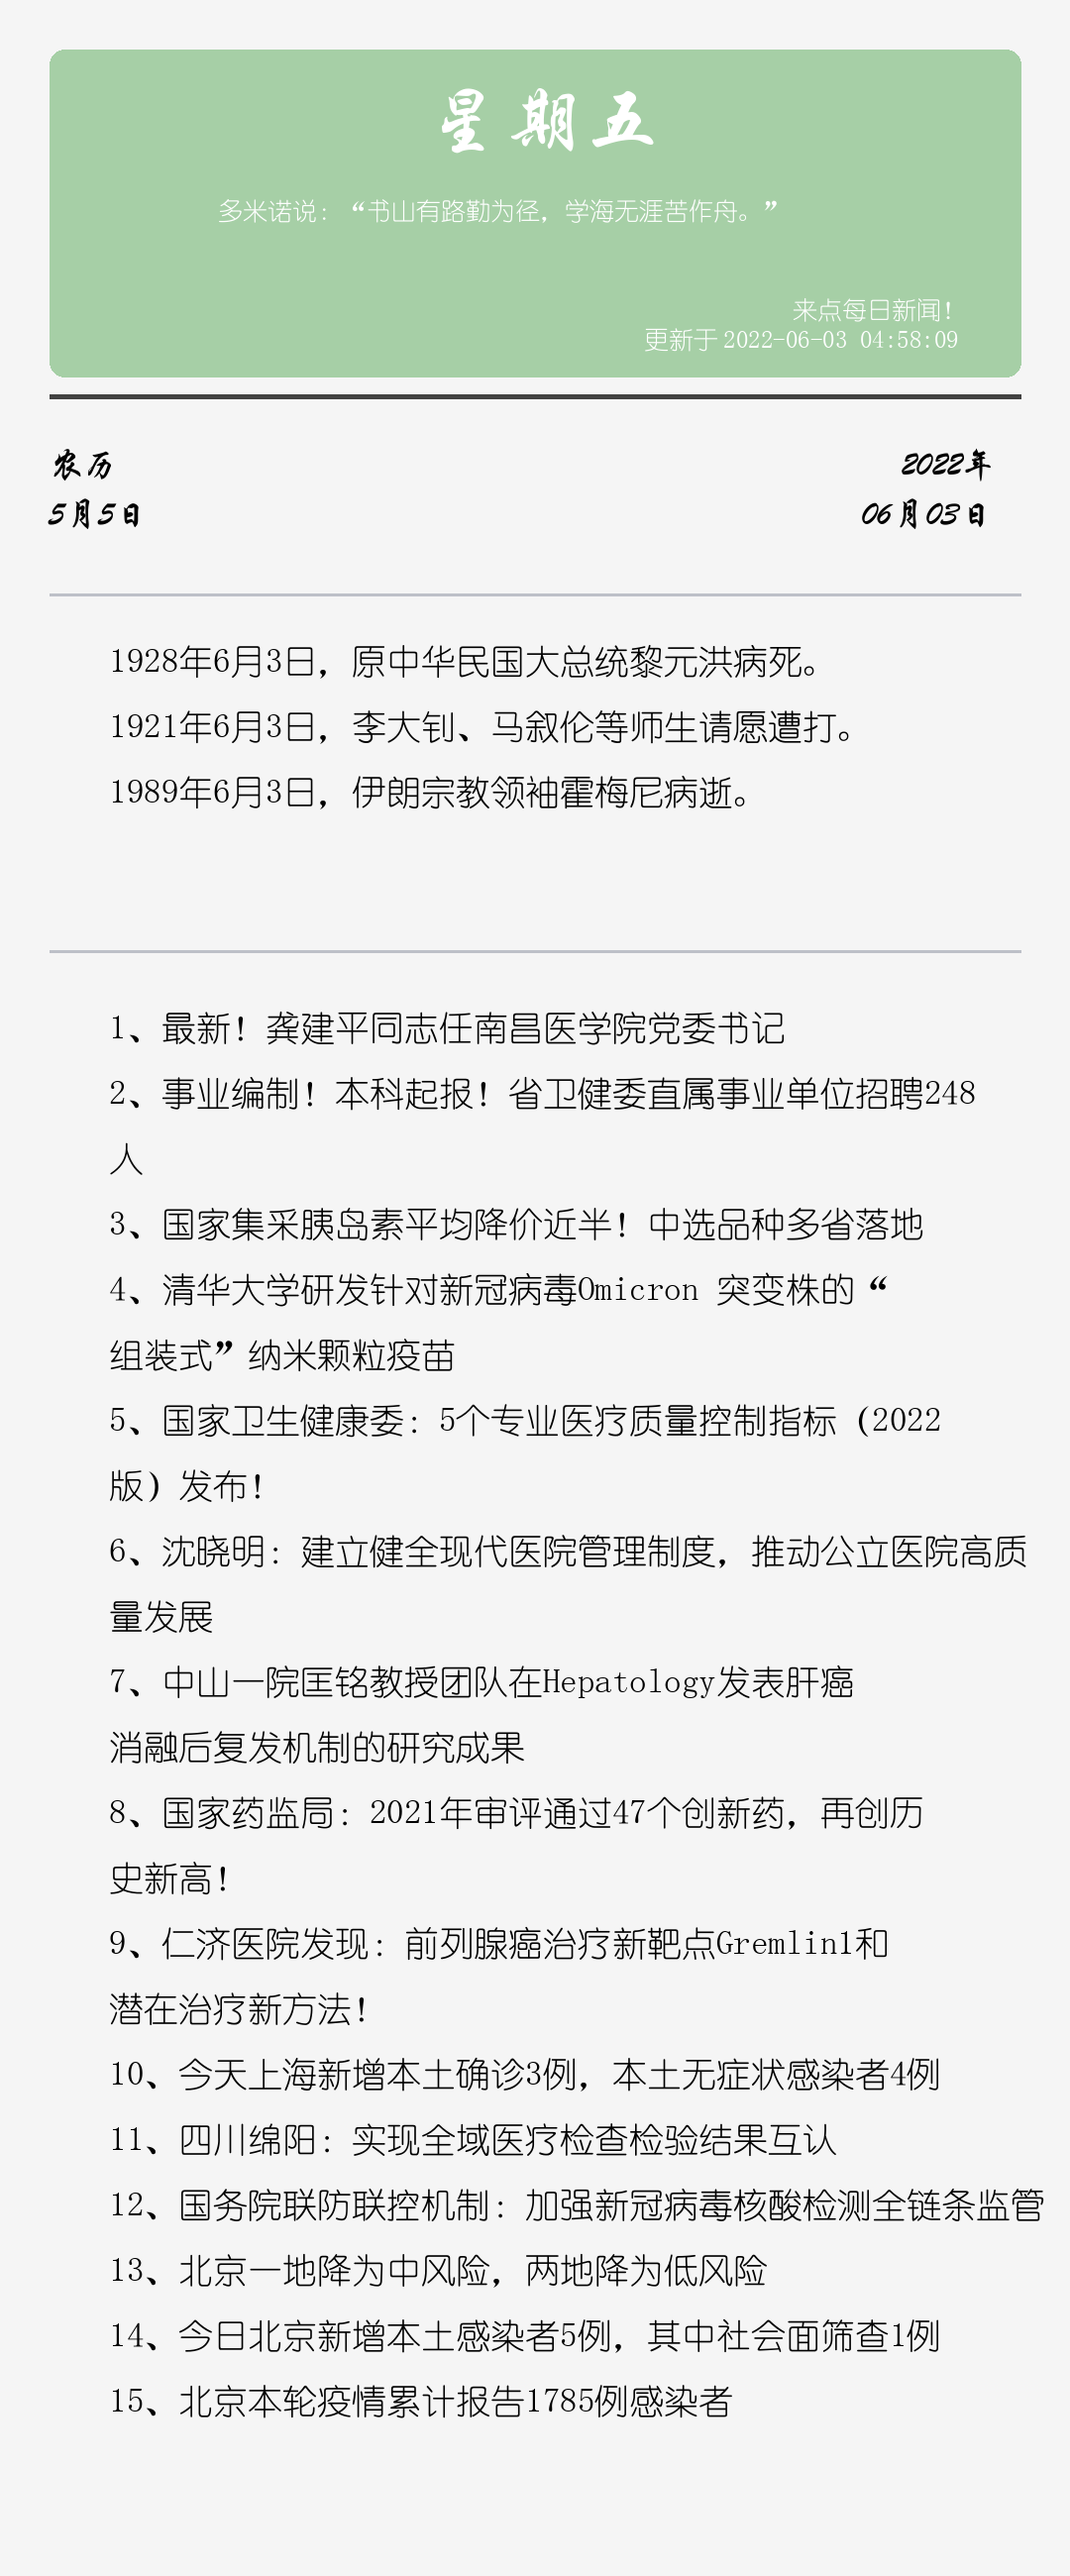 星期五
多米诺说：“书山有路勤为径，学海无涯苦作舟。”
来点每日新闻！
更新于2022-06-03 04:58:09
农历
2022年
5月5日
06月03日
1928年6月3日，原中华民国大总统黎元洪病死。
1921年6月3日，李大钊、马叙伦等师生请愿遭打。
1989年6月3日，伊朗宗教领袖霍梅尼病逝。
1、最新！龚建平同志任南昌医学院党委书记
2、事业编制！本科起报！省卫健委直属事业单位招聘248
人
3、国家集采胰岛素平均降价近半！中选品种多省落地
4、清华大学研发针对新冠病毒Omicron 突变株的“
组装式”纳米颗粒疫苗
5、国家卫生健康委：5个专业医疗质量控制指标（2022
版）发布！
6、沈晓明：建立健全现代医院管理制度，推动公立医院高质
量发展
7、中山一院匡铭教授团队在Hepatology发表肝癌
消融后复发机制的研究成果
8、国家药监局：2021年审评通过47个创新药，再创历
史新高！
9、仁济医院发现：前列腺癌治疗新靶点Gremlin1和
潜在治疗新方法！
10、今天上海新增本土确诊3例，本土无症状感染者4例
11、四川绵阳：实现全域医疗检查检验结果互认
12、国务院联防联控机制：加强新冠病毒核酸检测全链条监管
13、北京一地降为中风险，两地降为低风险
14、今日北京新增本土感染者5例，其中社会面筛查1例
15、北京本轮疫情累计报告1785例感染者